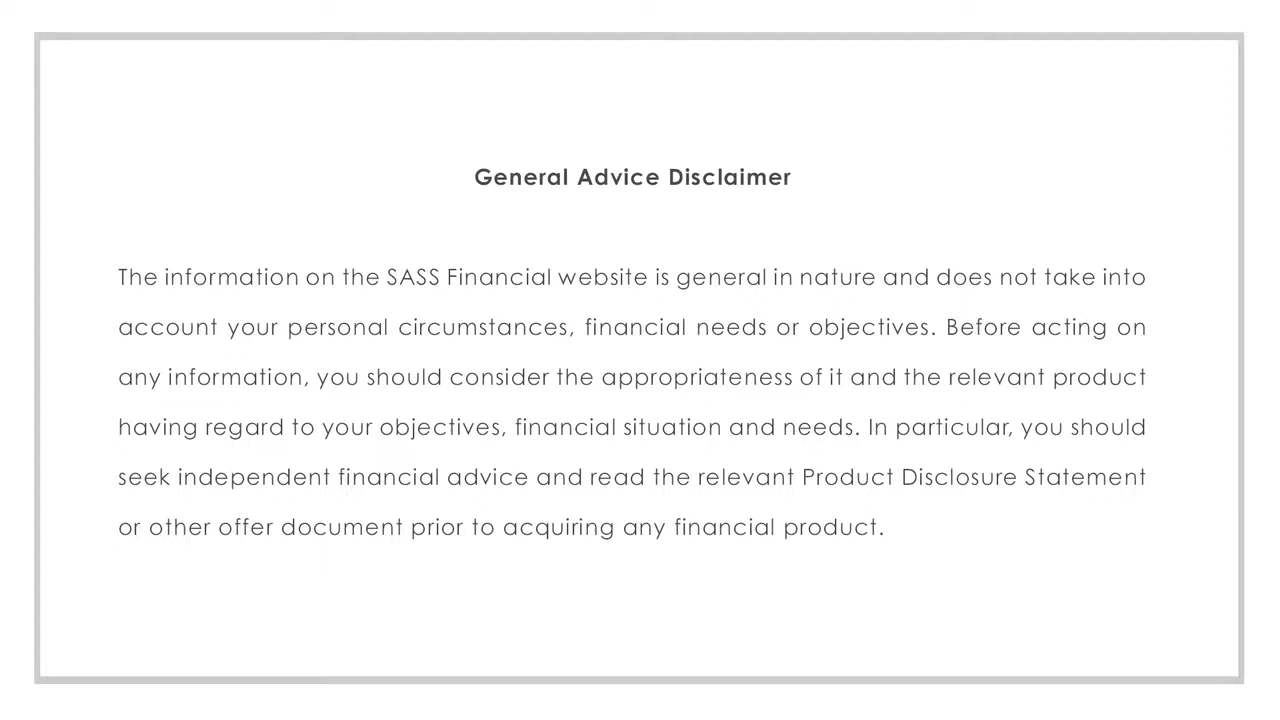 General Advice Disclaimer
The information on the SASS Financial website is general in nature and does not take into
account your personal circumstances, financial needs or objectives. Before acting on
any information, you should consider the appropriateness of it and the relevant product
having regard to your objectives, financial situation and needs. In particular, you should
seek independent financial advice and read the relevant Product Disclosure Statement
or other offer document prior to acquiring any financial product.